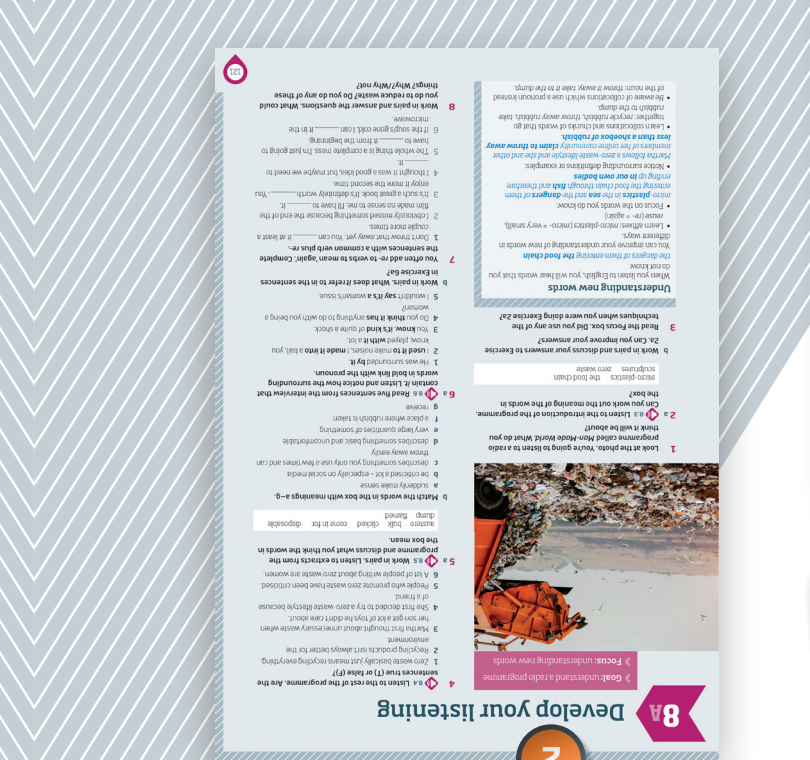 2
8A
Develop your listening
Goal: understand a radio programme
Focus: understanding new words
1 Look at the photo. You're going to listen to a radio
programme called Man-Made World. What do you
think it will be about?
2 a 8.3 Listen to the introduction of the programme.
Can you work out the meaning of the words in
the box?
micro-plastics the food chain
sculptures zero waste
b Work in pairs and discuss your answers to Exercise
2a. Can you improve your answers?
3 Read the Focus box. Did you use any of the
techniques when you were doing Exercise 2a?
Understanding new words
When you listen to English, you will hear words that you
do not know:
the dangers of them entering the food chain
You can improve your understanding of new words in
different ways.
• Learn affixes: micro-plastics (micro- = very small),
reuse (re- = again)
• Focus on the words you do know:
micro-plastics in the sea and the dangers of them
entering the food chain through fish and therefore
ending up in our own bodies
• Notice surrounding definitions or examples:
Martha follows a zero-waste lifestyle and she and other
members of her online community claim to throw away
less than a shoebox of rubbish.
• Learn collocations and chunks of words that go
together: recycle rubbish, throw away rubbish, take
rubbish to the dump.
• Be aware of collocations which use a pronoun instead
of the noun: throw it away, take it to the dump.
4 8.4 Listen to the rest of the programme. Are the
sentences true (T) or false (F)?
1 Zero waste basically just means recycling everything.
2 Recycling products isn't always better for the
environment.
3 Martha first thought about unnecessary waste when
her son got a lot of toys he didn't care about.
4 She first decided to try a zero-waste lifestyle because
of a friend.
5 People who promote zero waste have been criticised.
6 A lot of people writing about zero waste are women.
5 a 8.5 Work in pairs. Listen to extracts from the
programme and discuss what you think the words in
the box mean.
austere bulk clicked come in for disposable
dump flamed
b Match the words in the box with meanings a–g.
a suddenly make sense
b be criticised a lot – especially on social media
c describes something you only use a few times and can
throw away easily
d describes something basic and uncomfortable
e very large quantities of something
f a place where rubbish is taken
g receive
6 a 8.6 Read five sentences from the interview that
contain it. Listen and notice how the surrounding
words in bold link with the pronoun.
1 He was surrounded by it.
2 I used it to make noises, I made it into a ball, you
know, played with it a lot.
3 You know, it's kind of quite a shock.
4 Do you think it has anything to do with you being a
woman?
5 I wouldn't say it's a woman's issue.
b Work in pairs. What does it refer to in the sentences
in Exercise 6a?
7 You often add re- to verbs to mean 'again'. Complete
the sentences with a common verb plus re-.
1 Don't throw that away yet. You can ______ it at least a
couple more times.
2 I obviously missed something because the end of the
film made no sense to me. I'll have to ______ it.
3 It's such a great book. It's definitely worth ______. You
enjoy it more the second time.
4 I thought it was a good idea, but maybe we need to
______ it.
5 The whole thing is a complete mess. I'm just going to
have to ______ it from the beginning.
6 If the soup's gone cold, I can ______ it in the
microwave.
8 Work in pairs and answer the questions. What could
you do to reduce waste? Do you do any of these
things? Why?/Why not?
121